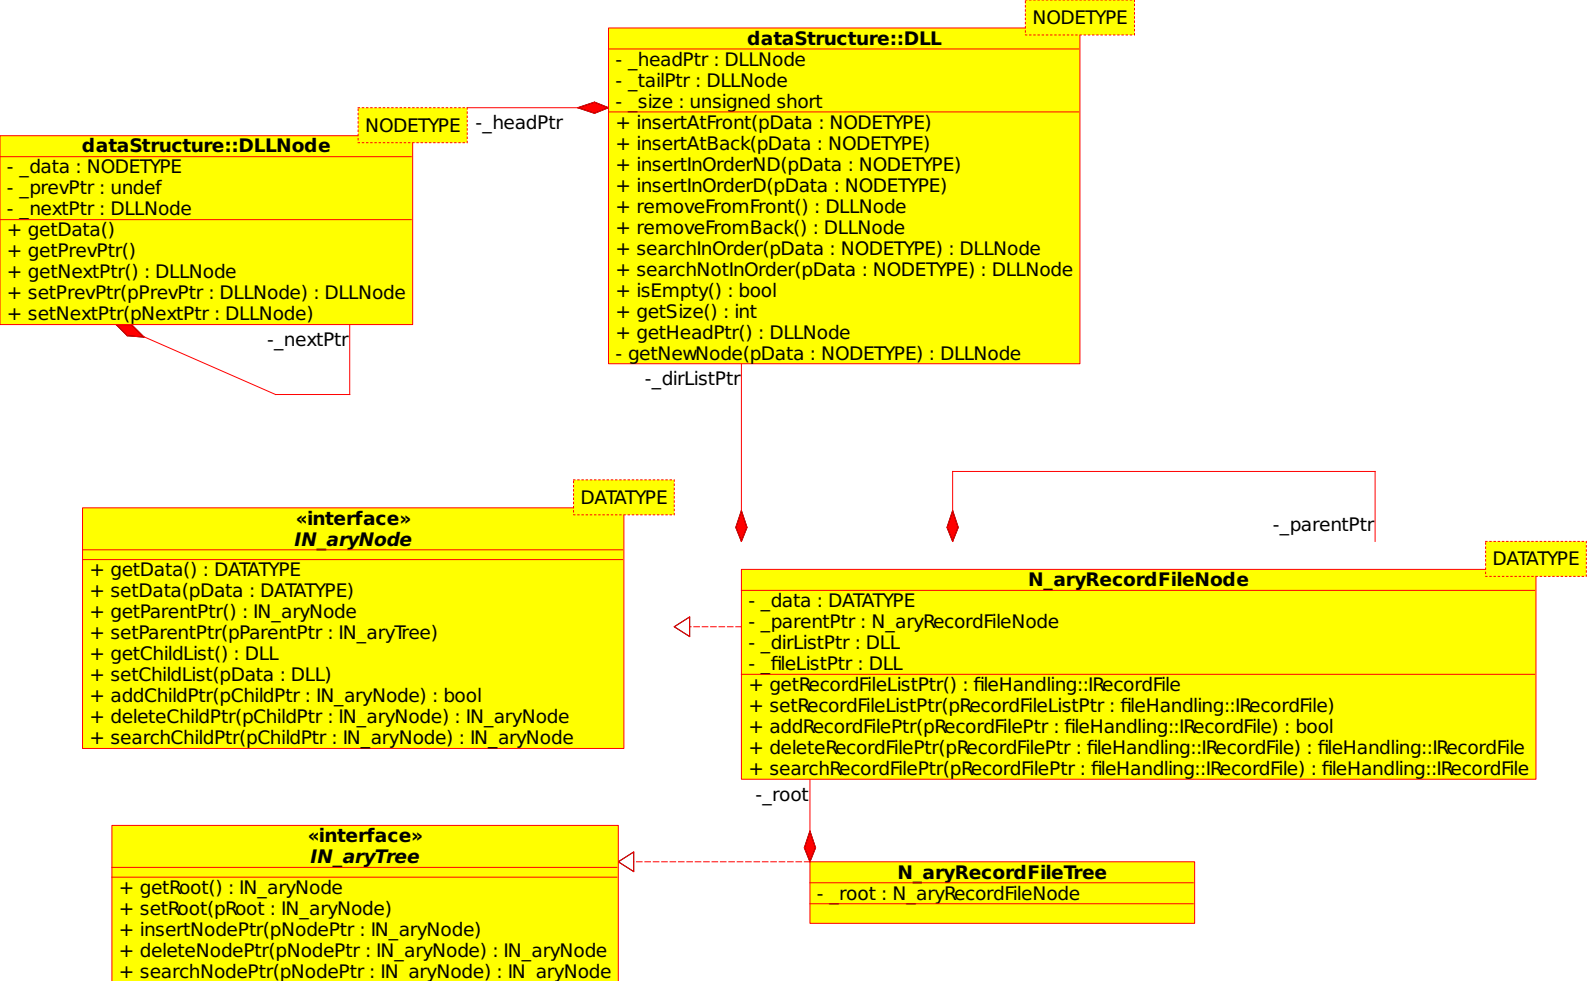 NODETYPE
dataStructure::DLL
- _headPtr : DLLNode
- _tailPtr : DLLNode
- _size : unsigned short
+ insertAtFront(pData : NODETYPE)
+ insertAtBack(pData : NODETYPE)
+ insertInOrderND(pData : NODETYPE)
+ insertInOrderD(pData : NODETYPE)
+ removeFromFront() : DLLNode
+ removeFromBack() : DLLNode
+ searchInOrder(pData : NODETYPE) : DLLNode
+ searchNotInOrder(pData : NODETYPE) : DLLNode
+ isEmpty() : bool
+ getSize() : int
+ getHeadPtr() : DLLNode
- getNewNode(pData : NODETYPE) : DLLNode
-_headPtr
NODETYPE
dataStructure::DLLNode
- _data : NODETYPE
- _prevPtr : undef
- _nextPtr : DLLNode
+ getData()
+ getPrevPtr()
+ getNextPtr() : DLLNode
+ setPrevPtr(pPrevPtr : DLLNode) : DLLNode
+ setNextPtr(pNextPtr : DLLNode)
-_nextPtr
-_dirListPtr
DATATYPE
«interface»
IN_aryNode
+ getData() : DATATYPE
+ setData(pData : DATATYPE)
+ getParentPtr() : IN_aryNode
+ setParentPtr(pParentPtr : IN_aryTree)
+ getChildList() : DLL
+ setChildList(pData : DLL)
+ addChildPtr(pChildPtr : IN_aryNode) : bool
+ deleteChildPtr(pChildPtr : IN_aryNode) : IN_aryNode
+ searchChildPtr(pChildPtr : IN_aryNode) : IN_aryNode
-_parentPtr
DATATYPE
N_aryRecordFileNode
- _data : DATATYPE
- _parentPtr : N_aryRecordFileNode
- _dirListPtr : DLL
- _fileListPtr : DLL
+ getRecordFileListPtr() : fileHandling::IRecordFile
+ setRecordFileListPtr(pRecordFileListPtr : fileHandling::IRecordFile)
+ addRecordFilePtr(pRecordFilePtr : fileHandling::IRecordFile) : bool
+ deleteRecordFilePtr(pRecordFilePtr : fileHandling::IRecordFile) : fileHandling::IRecordFile
+ searchRecordFilePtr(pRecordFilePtr : fileHandling::IRecordFile) : fileHandling::IRecordFile
-_root
«interface»
IN_aryTree
+ getRoot() : IN_aryNode
+ setRoot(pRoot : IN_aryNode)
+ insertNodePtr(pNodePtr : IN_aryNode)
+ deleteNodePtr(pNodePtr : IN_aryNode) : IN_aryNode
+ searchNodePtr(pNodePtr : IN_aryNode) : IN_aryNode
N_aryRecordFileTree
- _root : N_aryRecordFileNode